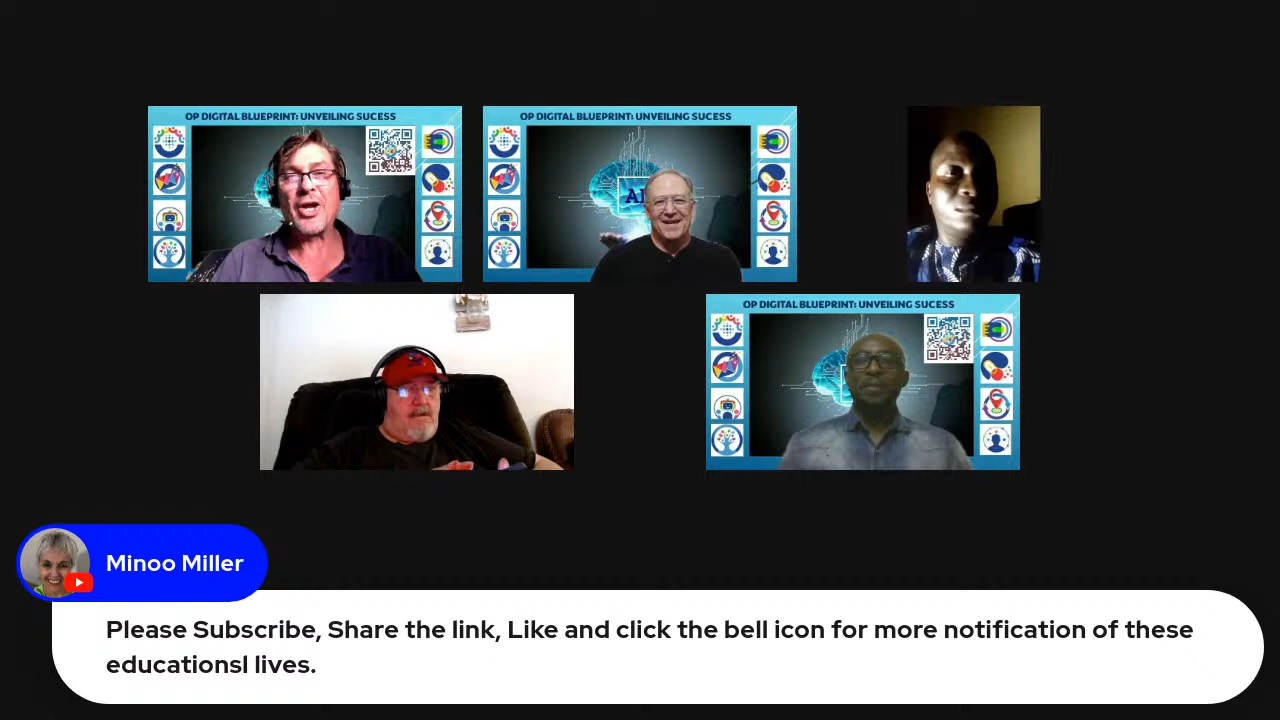 OP DIGITAL BLUEPRINT: UNVEILING SUCESS
OP DIGITAL BLUEPRINT: UNVEILING SUCESS
AI
OP DIGITAL BLUEPRINT: UNVEILING SUCESS
Minoo Miller
Please Subscribe, Share the link, Like and click the bell icon for more notification of these
educationsl lives.